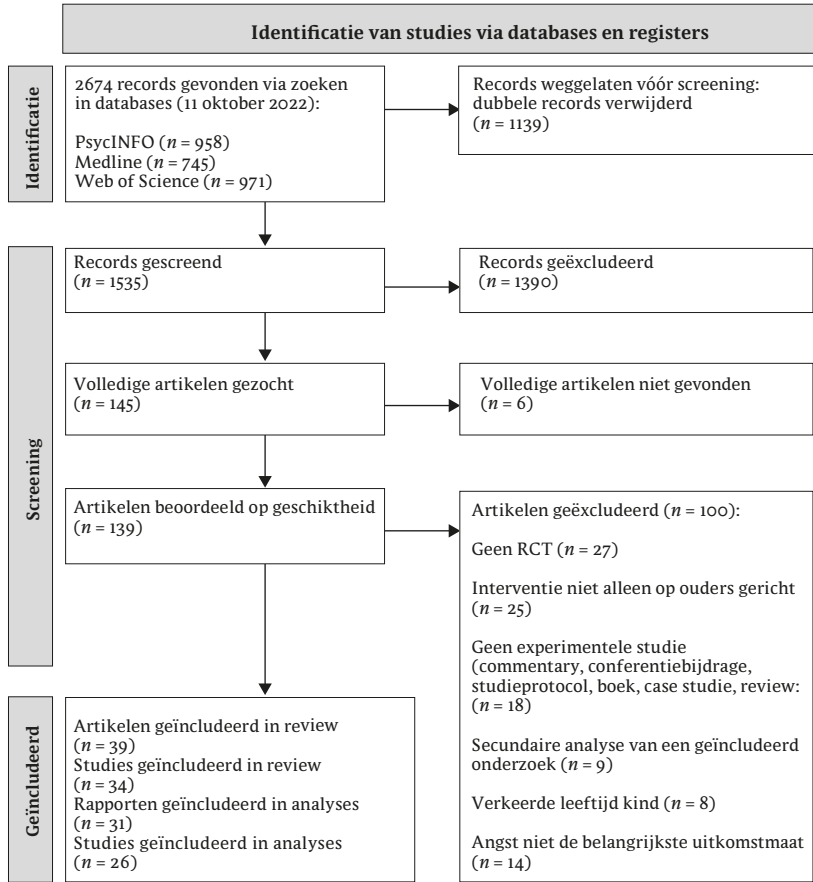 Identificatie van studies via databases en registers
Identificatie
2674 records gevonden via zoeken
in databases (11 oktober 2022):
PsycINFO (n = 958)
Medline (n = 745)
Web of Science (n = 971)
Records weggelaten vóór screening:
dubbele records verwijderd
(n = 1139)
Screening
Records gescreend
(n = 1535)
Records geëxcludeerd
(n = 1390)
Volledige artikelen gezocht
(n = 145)
Volledige artikelen niet gevonden
(n = 6)
Artikelen beoordeeld op geschiktheid
(n = 139)
Artikelen geëxcludeerd (n = 100):
Geen RCT (n = 27)
Interventie niet alleen op ouders gericht
(n = 25)
Geen experimentele studie
(commentary, conferentiebijdrage,
studieprotocol, boek, case studie, review:
(n = 18)
Secundaire analyse van een geïncludeerd
onderzoek (n = 9)
Verkeerde leeftijd kind (n = 8)
Angst niet de belangrijkste uitkomstmaat
(n = 14)
Geïncludeerd
Artikelen geïncludeerd in review
(n = 39)
Studies geïncludeerd in review
(n = 34)
Rapporten geïncludeerd in analyses
(n = 31)
Studies geïncludeerd in analyses
(n = 26)